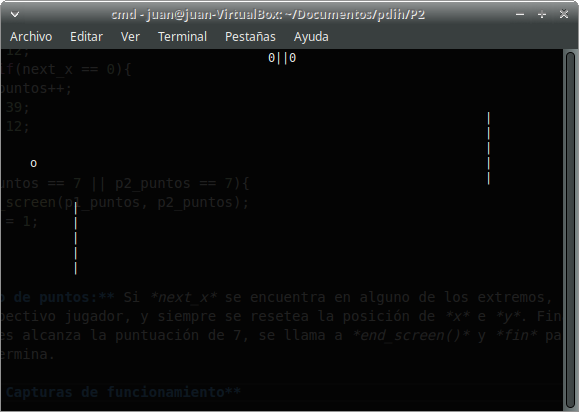 cmd - juan@juan-VirtualBox: ~/Documentos/pdih/P2
Archivo Editar Ver Terminal Pestañas Ayuda
12;
0||0
if(next_x == 0){
puntos++;
39;
12;
o
untos == 7 || p2_puntos == 7){
_screen(p1_puntos, p2_puntos);
= 1;
o de puntos:** Si *next_x* se encuentra en alguno de los extremos,
pectivo jugador, y siempre se resetea la posición de *x* e *y*. Fin
es alcanza la puntuación de 7, se llama a *end_screen()* y *fin* pa
ermina.
Capturas de funcionamiento**